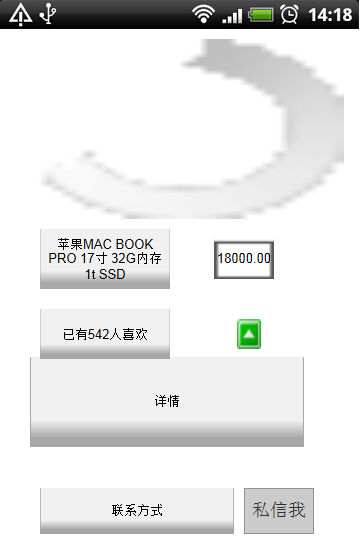 14:18
苹果MAC BOOK
PRO 17寸 32G内存
1t SSD
18000.00
已有542人喜欢
详情
联系方式
私信我